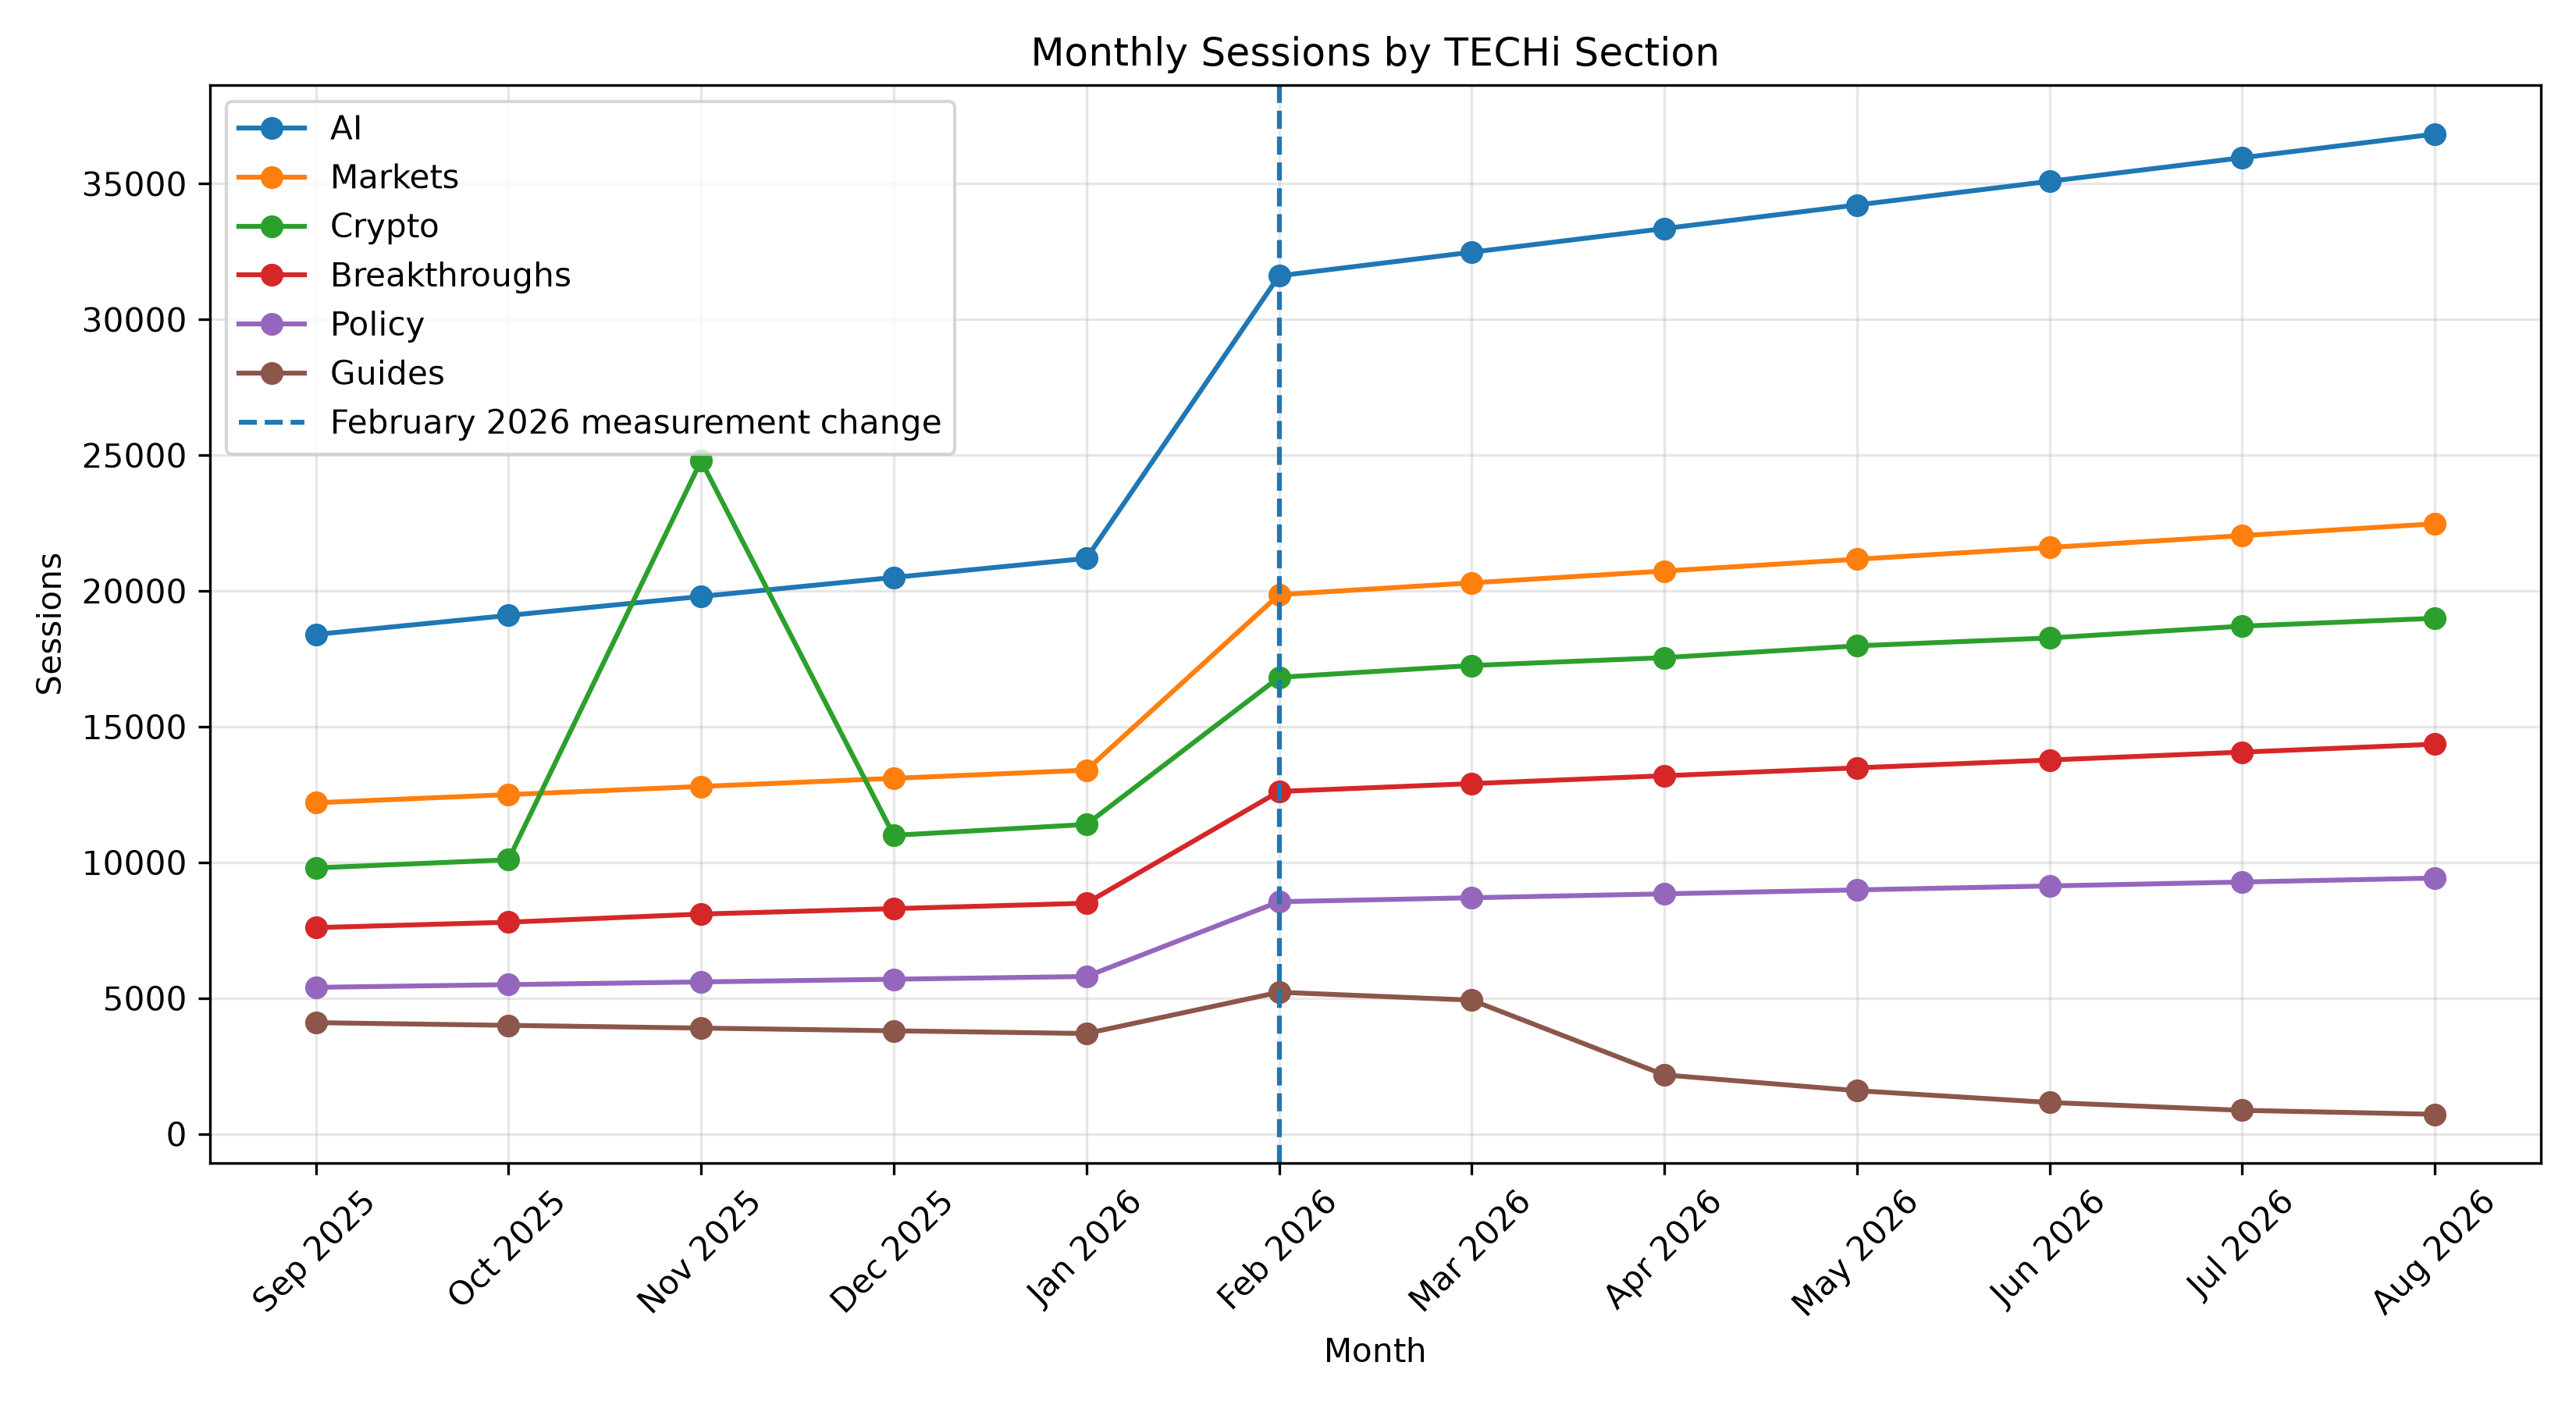 Monthly Sessions by TECHi Section
AI
Markets
Crypto
Breakthroughs
Policy
Guides
February 2026 measurement change
Sessions
35000
30000
25000
20000
15000
10000
5000
0
Sep 2025
Oct 2025
Nov 2025
Dec 2025
Jan 2026
Feb 2026
Mar 2026
Apr 2026
May 2026
Jun 2026
Jul 2026
Aug 2026
Month